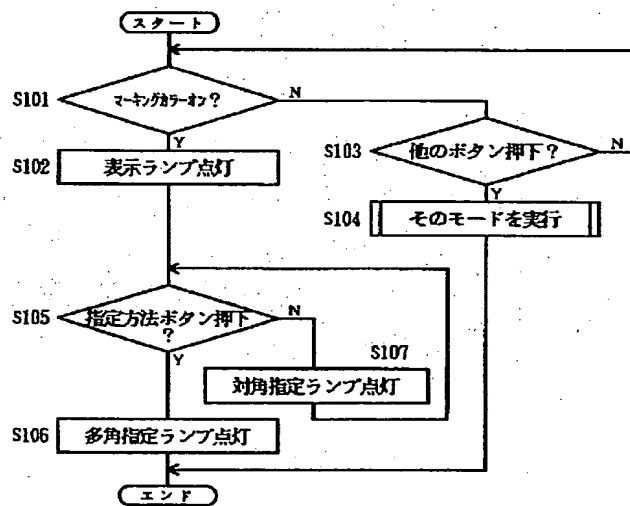 スタート
S101
マーキングカラーオン？
N
Y
S102
表示ランプ点灯
S103
他のボタン押下？
N
Y
S104
そのモードを実行
S105
指定方法ボタン押下
？
N
Y
S107
対角指定ランプ点灯
S106
多角指定ランプ点灯
エンド